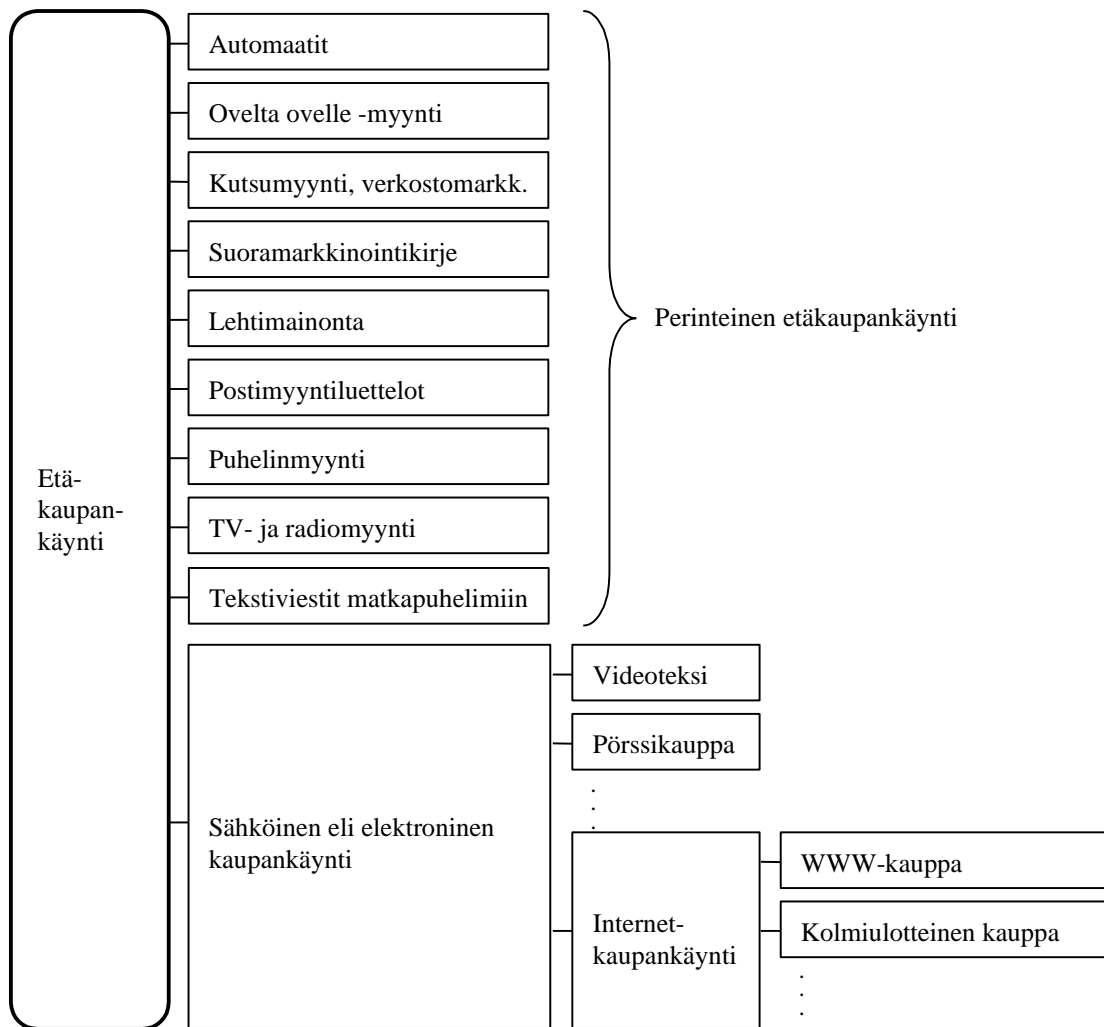 Automaatit
Ovelta ovelle -myynti
Kutsumyynti, verkostomarkk.
Suoramarkkinointikirje
Lehtimainonta
Perinteinen etäkaupankäynti
Postimyyntiluettelot
Puhelinmyynti
Etä-
kaupan-
käynti
TV- ja radiomyynti
Tekstiviestit matkapuhelimiin
Videoteksi
Pörssikauppa
.
.
.
Sähköinen eli elektroninen
kaupankäynti
WWW-kauppa
Internet-
kaupankäynti
Kolmiulotteinen kauppa
.
.
.